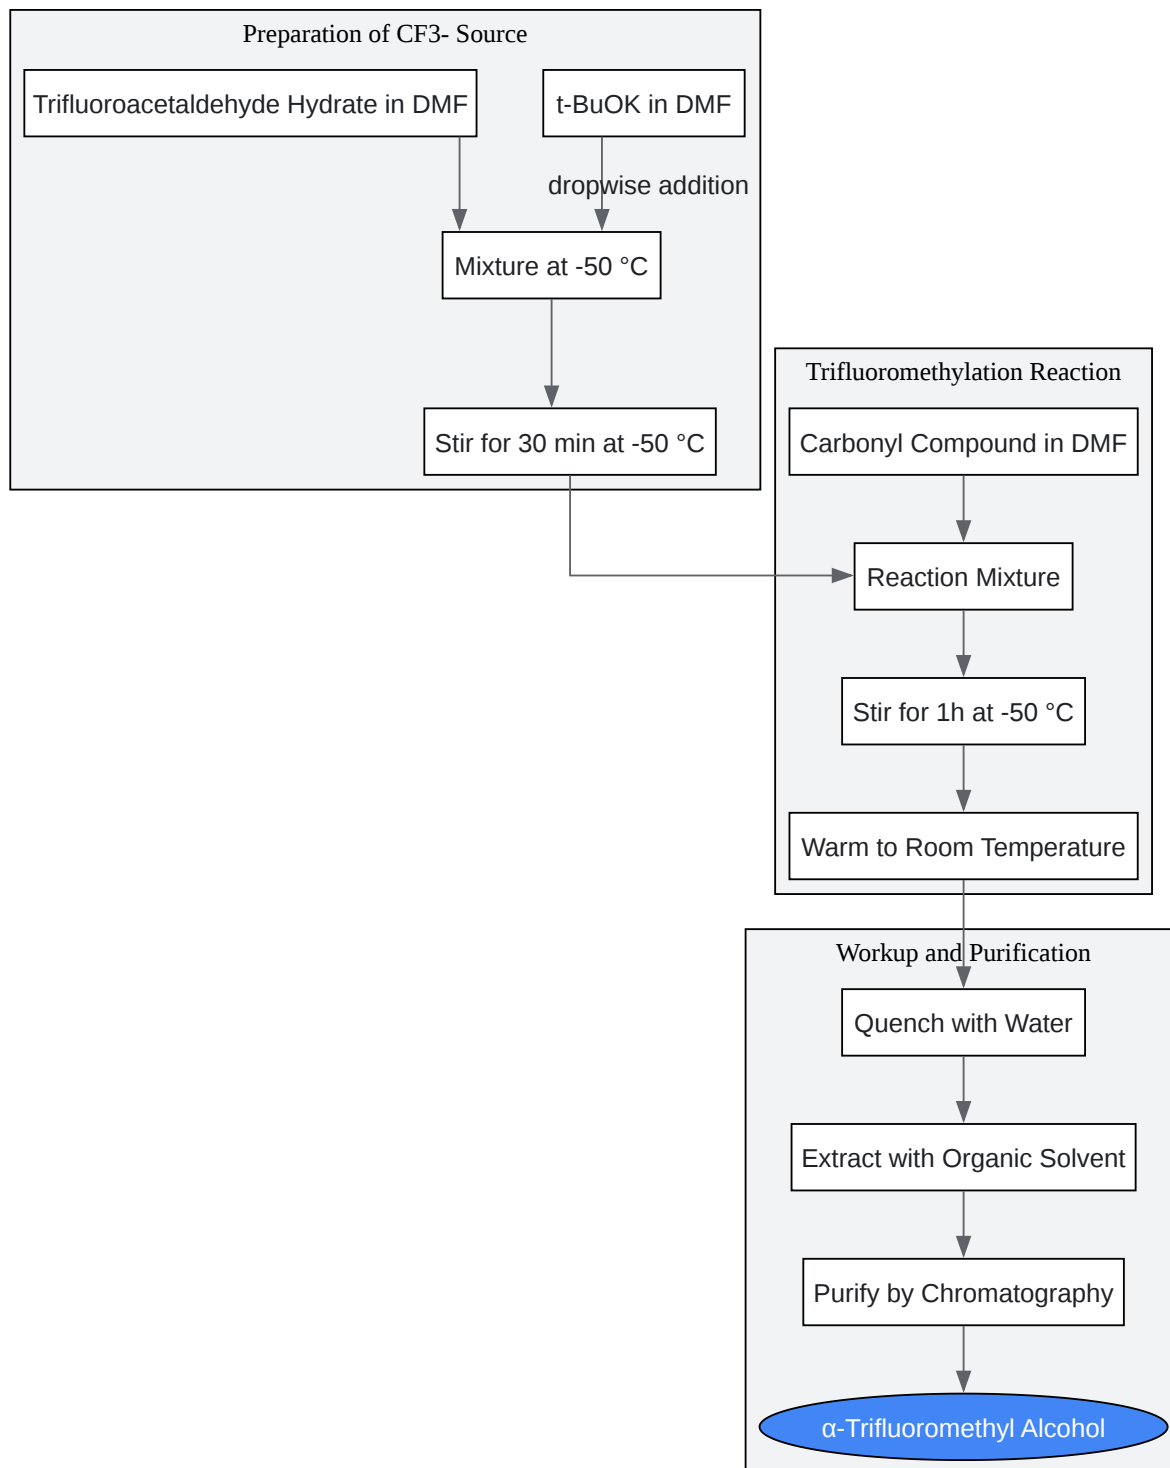 Preparation of CF3- Source
Trifluoroacetaldehyde Hydrate in DMF
t-BuOK in DMF
dropwise addition
Mixture at -50 °C
Stir for 30 min at -50 °C
Trifluoromethylation Reaction
Carbonyl Compound in DMF
Reaction Mixture
Stir for 1h at -50 °C
Warm to Room Temperature
Workup and Purification
Quench with Water
Extract with Organic Solvent
Purify by Chromatography
α-Trifluoromethyl Alcohol